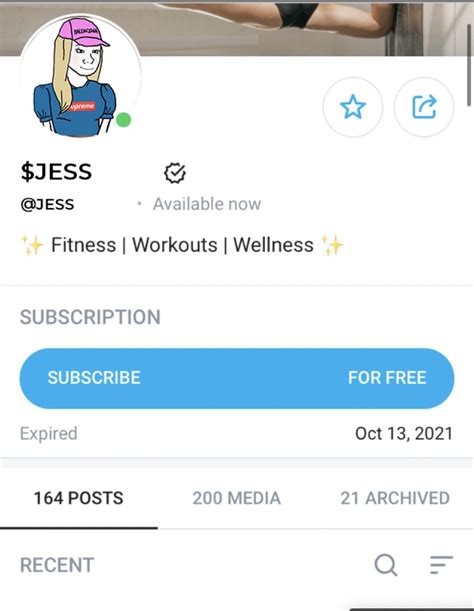 BALENCIAGA
upreme
$JESS
@JESS • Available now
✨ Fitness | Workouts | Wellness ✨
SUBSCRIPTION
SUBSCRIBE FOR FREE
Expired Oct 13, 2021
164 POSTS 200 MEDIA 21 ARCHIVED
RECENT